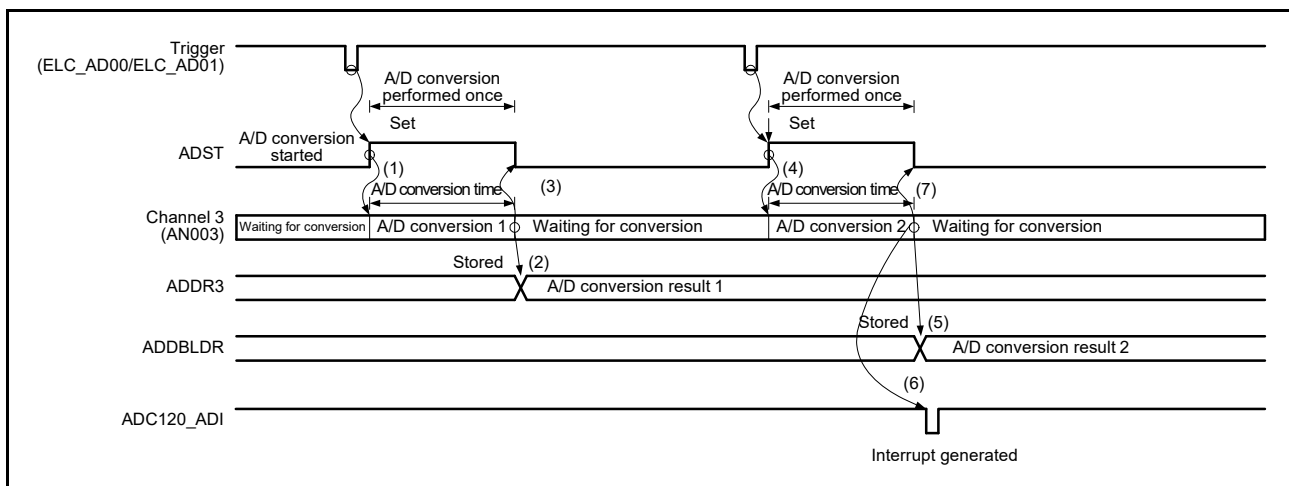 Trigger
(ELC_AD00/ELC_AD01)
A/D conversion
performed once
A/D conversion
performed once
Set
Set
A/D conversion
started
ADST
(1)
(3)
(4)
(7)
A/D conversion time
A/D conversion time
Channel 3
(AN003)
Waiting for conversion
A/D conversion 1
Waiting for conversion
A/D conversion 2
Waiting for conversion
Stored
(2)
ADDR3
A/D conversion result 1
Stored
(5)
ADDBLDR
A/D conversion result 2
(6)
ADC120_ADI
Interrupt generated